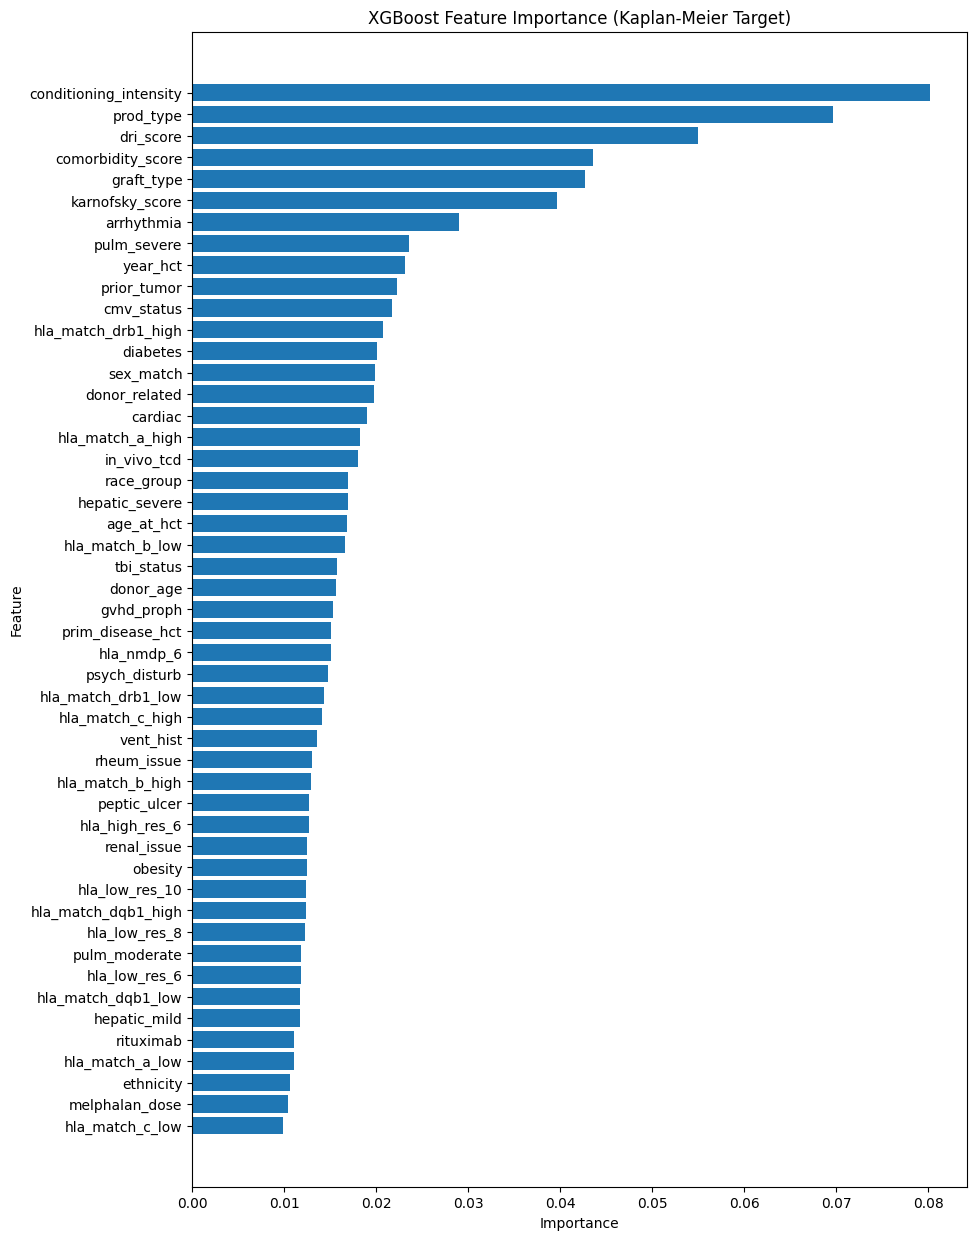 XGBoost Feature Importance (Kaplan-Meier Target)
conditioning_intensity
prod_type
dri_score
comorbidity_score
graft_type
karnofsky_score
arrhythmia
pulm_severe
year_hct
prior_tumor
cmv_status
hla_match_drb1_high
diabetes
sex_match
donor_related
cardiac
hla_match_a_high
in_vivo_tcd
race_group
hepatic_severe
age_at_hct
hla_match_b_low
tbi_status
donor_age
gvhd_proph
prim_disease_hct
hla_nmdp_6
psych_disturb
hla_match_drb1_low
hla_match_c_high
vent_hist
rheum_issue
hla_match_b_high
peptic_ulcer
hla_high_res_6
renal_issue
obesity
hla_low_res_10
hla_match_dqb1_high
hla_low_res_8
pulm_moderate
hla_low_res_6
hla_match_dqb1_low
hepatic_mild
rituximab
hla_match_a_low
ethnicity
melphalan_dose
hla_match_c_low
Feature
0.00 0.01 0.02 0.03 0.04 0.05 0.06 0.07 0.08
Importance